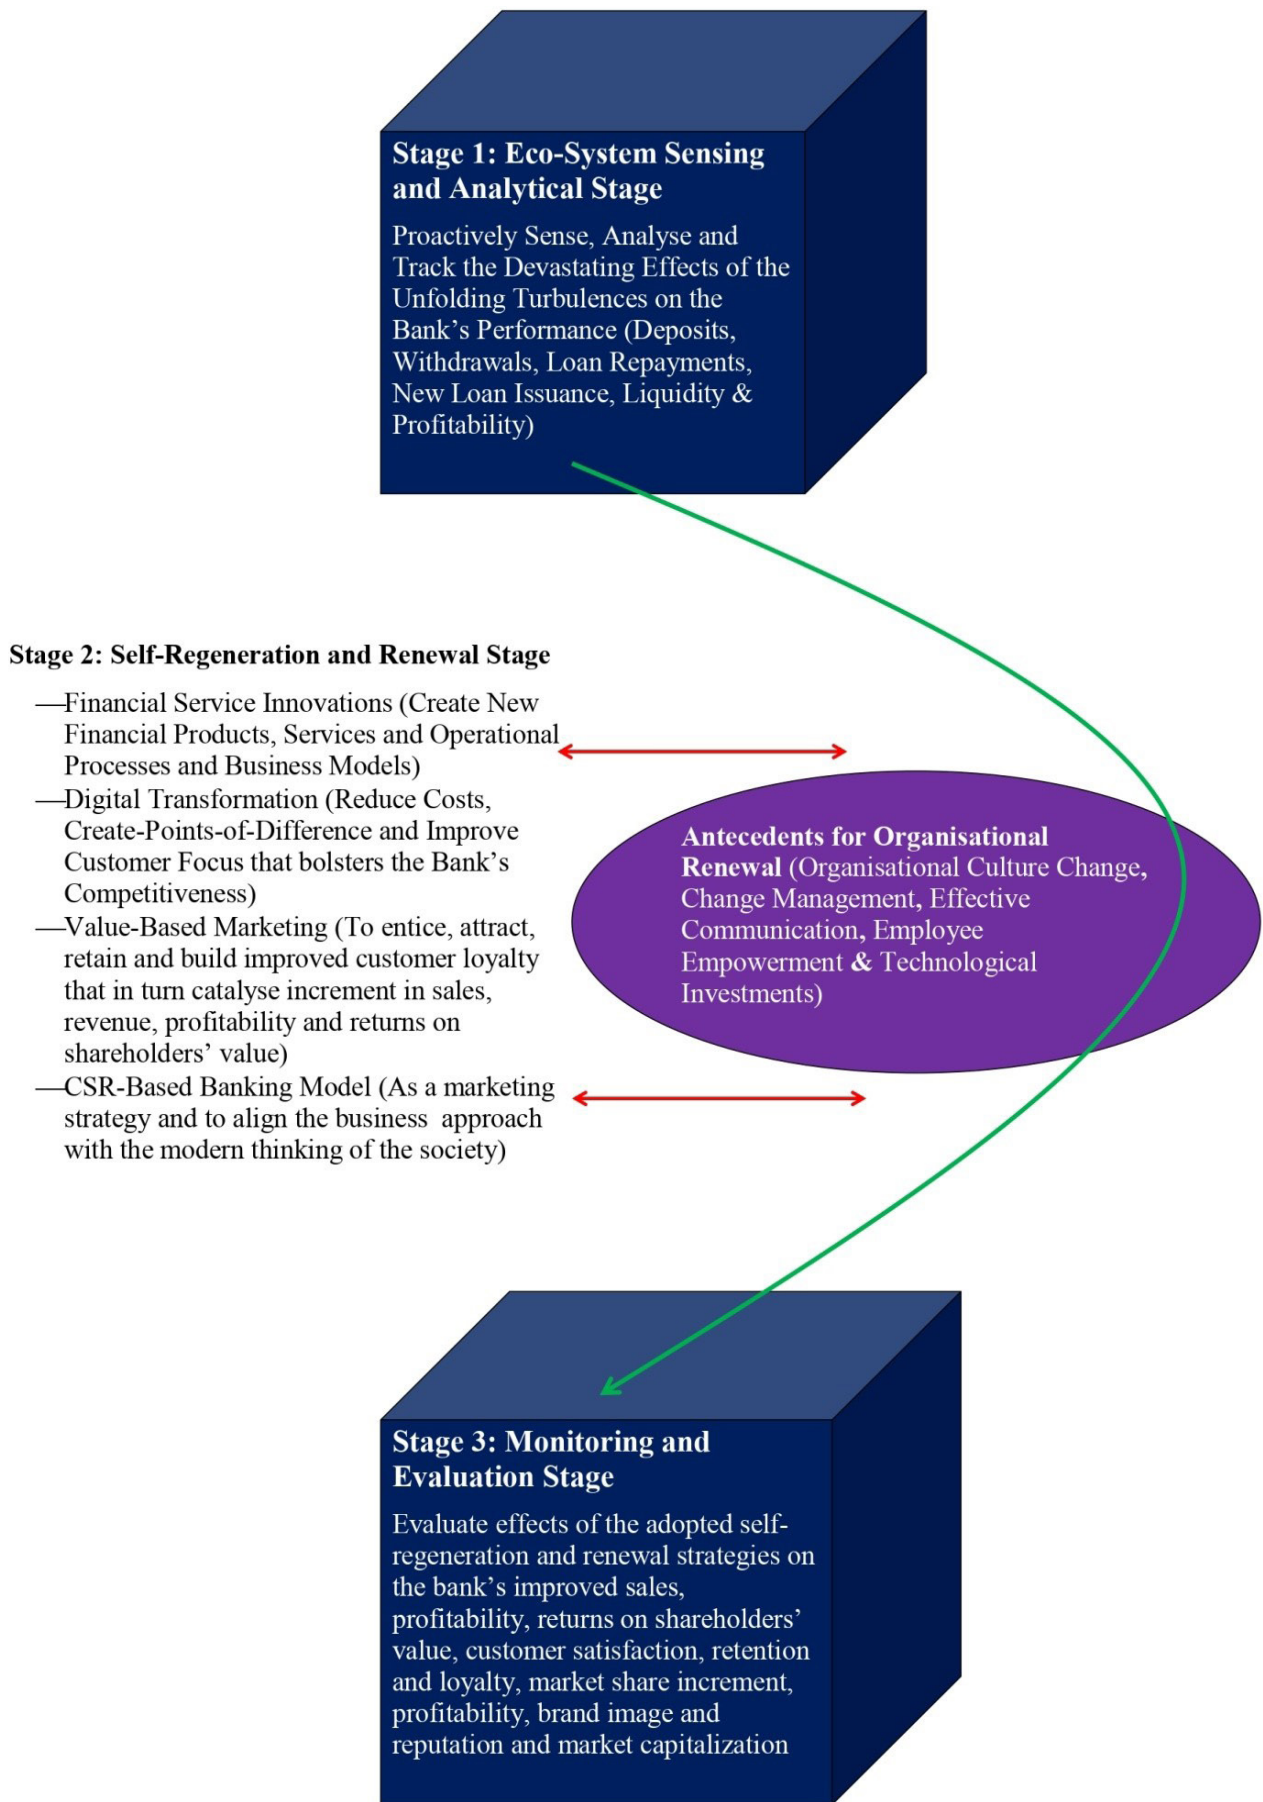 Stage 1: Eco-System Sensing
and Analytical Stage
Proactively Sense, Analyse and
Track the Devastating Effects of the
Unfolding Turbulences on the
Bank’s Performance (Deposits,
Withdrawals, Loan Repayments,
New Loan Issuance, Liquidity &
Profitability)
Stage 2: Self-Regeneration and Renewal Stage
—Financial Service Innovations (Create New
Financial Products, Services and Operational
Processes and Business Models)
—Digital Transformation (Reduce Costs,
Create-Points-of-Difference and Improve
Customer Focus that bolsters the Bank’s
Competitiveness)
—Value-Based Marketing (To entice, attract,
retain and build improved customer loyalty
that in turn catalyse increment in sales,
revenue, profitability and returns on
shareholders’ value)
—CSR-Based Banking Model (As a marketing
strategy and to align the business approach
with the modern thinking of the society)
Antecedents for Organisational
Renewal (Organisational Culture Change,
Change Management, Effective
Communication, Employee
Empowerment & Technological
Investments)
Stage 3: Monitoring and
Evaluation Stage
Evaluate effects of the adopted self-
regeneration and renewal strategies on
the bank’s improved sales,
profitability, returns on shareholders’
value, customer satisfaction, retention
and loyalty, market share increment,
profitability, brand image and
reputation and market capitalization